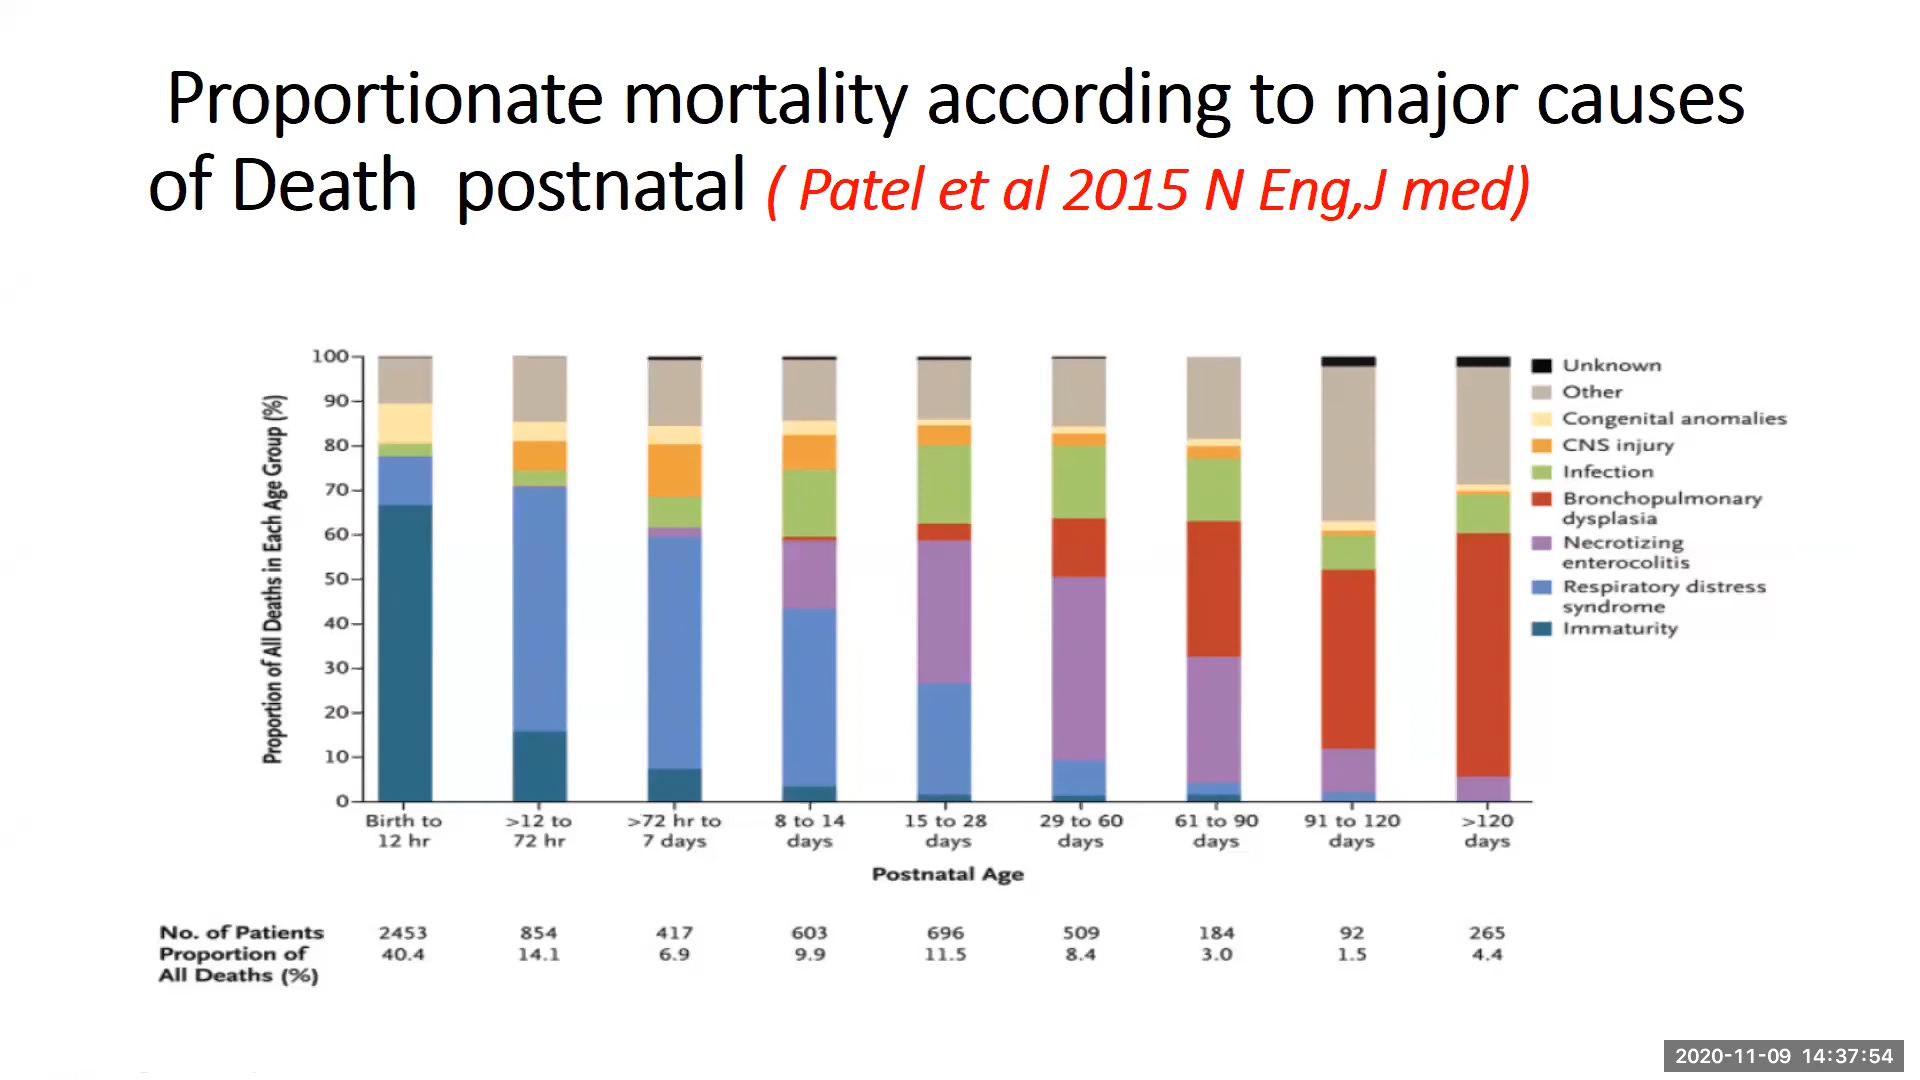 Proportionate mortality according to major causes
of Death postnatal ( Patel et al 2015 N Eng,J med)
Proportion of All Deaths in Each Age Group (%)
100
90
80
70
60
50
40
30
20
10
0
Unknown
Other
Congenital anomalies
CNS injury
Infection
Bronchopulmonary
dysplasia
Necrotizing
enterocolitis
Respiratory distress
syndrome
Immaturity
Birth to >12 to >72 hr to 8 to 14 15 to 28 29 to 60 61 to 90 91 to 120 >120
12 hr 72 hr 7 days days days days days days days
Postnatal Age
No. of Patients 2453 854 417 603 696 509 184 92 265
Proportion of 40.4 14.1 6.9 9.9 11.5 8.4 3.0 1.5 4.4
All Deaths (%)
2020-11-09 14:37:54